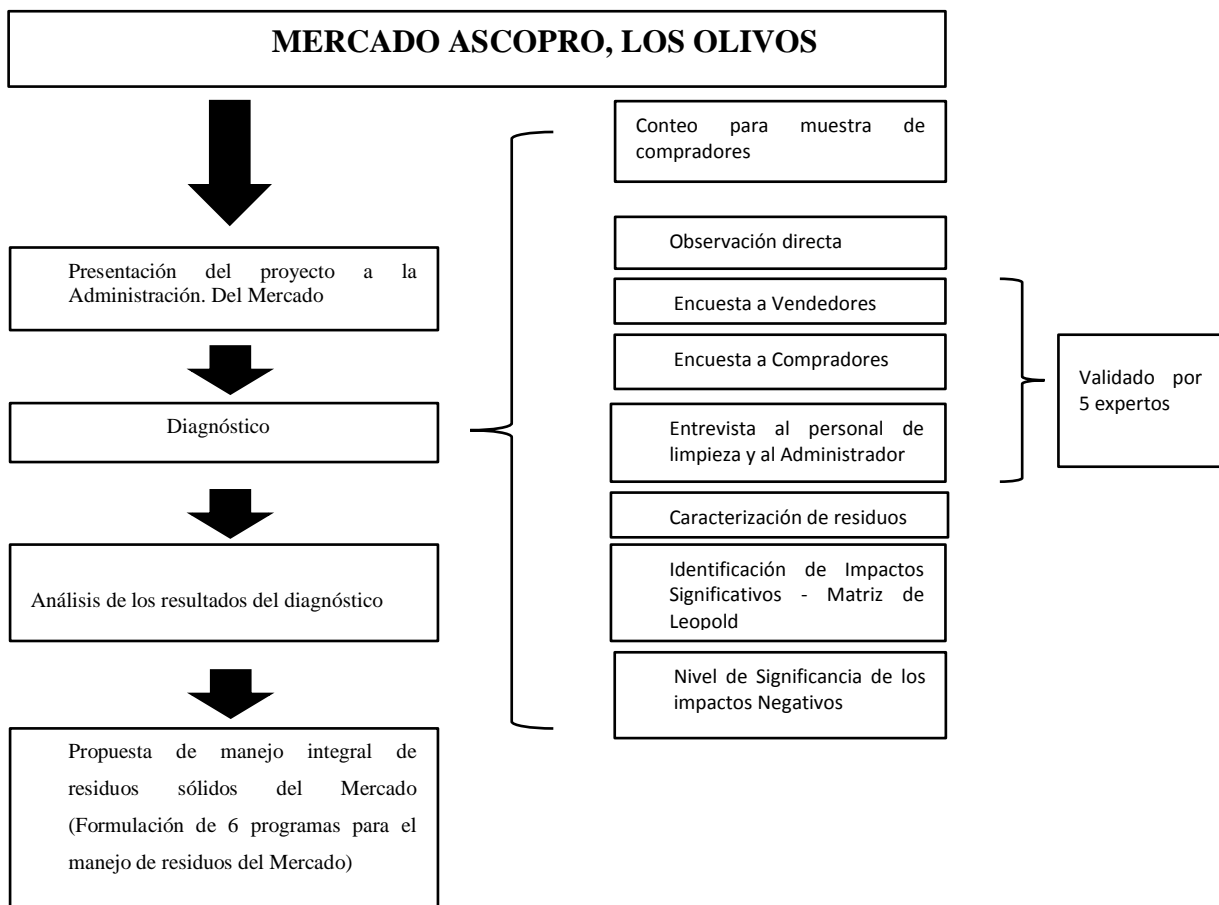 MERCADO ASCOPRO, LOS OLIVOS
Presentación del proyecto a la
Administración. Del Mercado
Diagnóstico
Análisis de los resultados del diagnóstico
Propuesta de manejo integral de
residuos sólidos del Mercado
(Formulación de 6 programas para el
manejo de residuos del Mercado)
Conteo para muestra de
compradores
Observación directa
Encuesta a Vendedores
Encuesta a Compradores
Entrevista al personal de
limpieza y al Administrador
Caracterización de residuos
Identificación de Impactos
Significativos - Matriz de
Leopold
Nivel de Significancia de los
impactos Negativos
Validado por
5 expertos